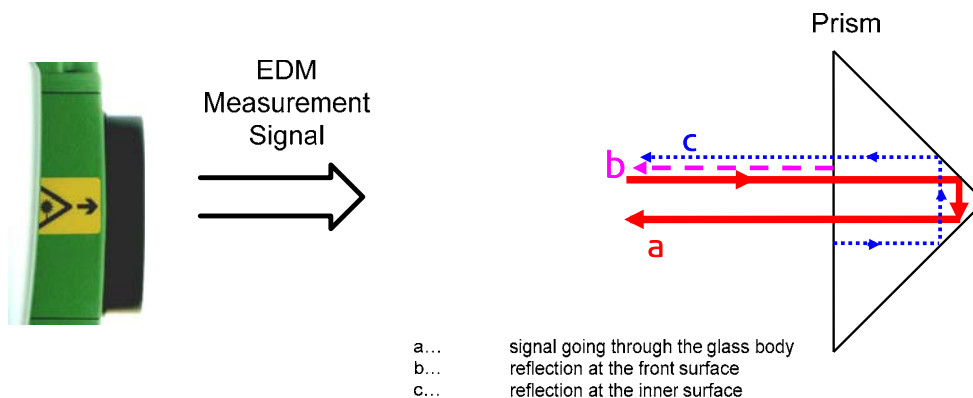 Prism
EDM
Measurement
Signal
c
b
a
a... signal going through the glass body
b... reflection at the front surface
c... reflection at the inner surface